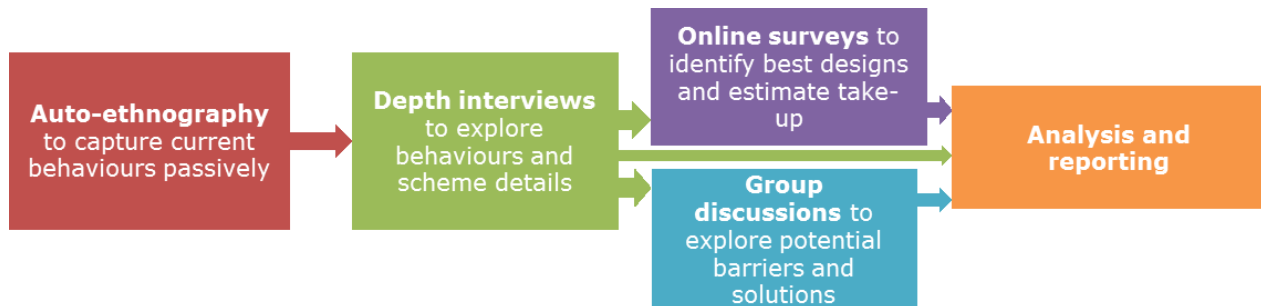 Auto-ethnography
to capture current
behaviours passively
Depth interviews
to explore
behaviours and
scheme details
Online surveys to
identify best designs
and estimate take-
up
Group
discussions to
explore potential
barriers and
solutions
Analysis and
reporting